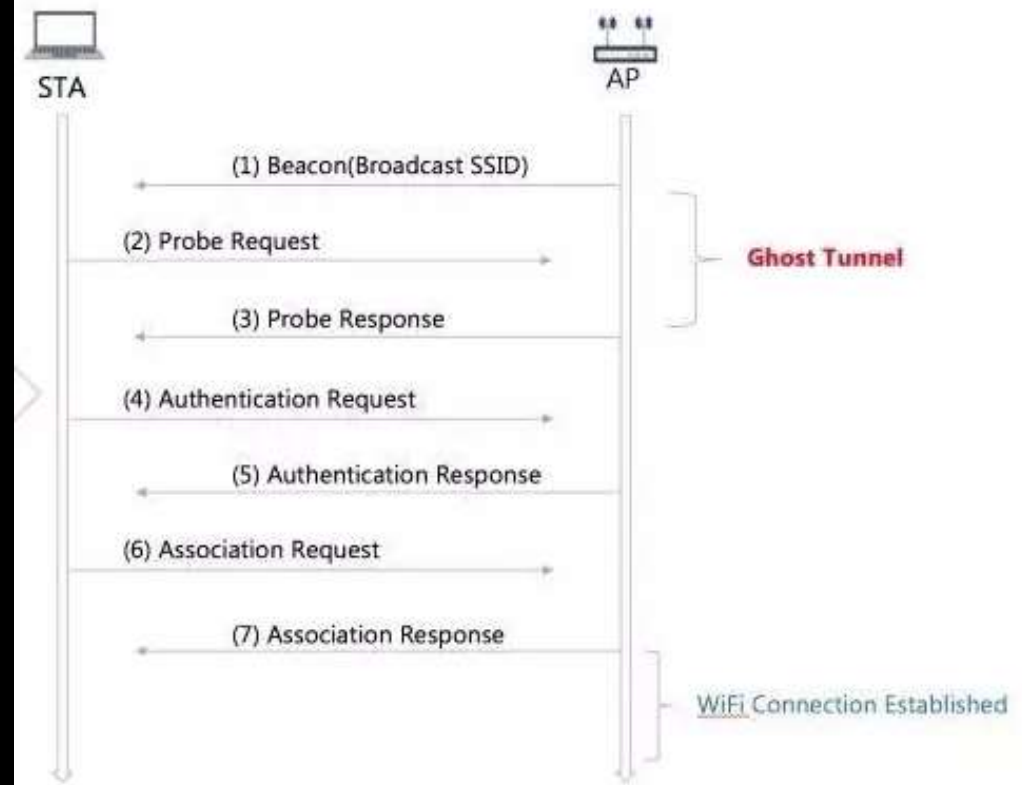 STA
AP
(1) Beacon(Broadcast SSID)
(2) Probe Request
Ghost Tunnel
(3) Probe Response
(4) Authentication Request
(5) Authentication Response
(6) Association Request
(7) Association Response
WiFi Connection Established